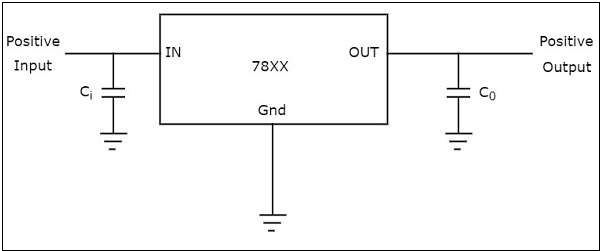 Positive
Input
IN
OUT
Positive
Output
78XX
Ci
C0
Gnd